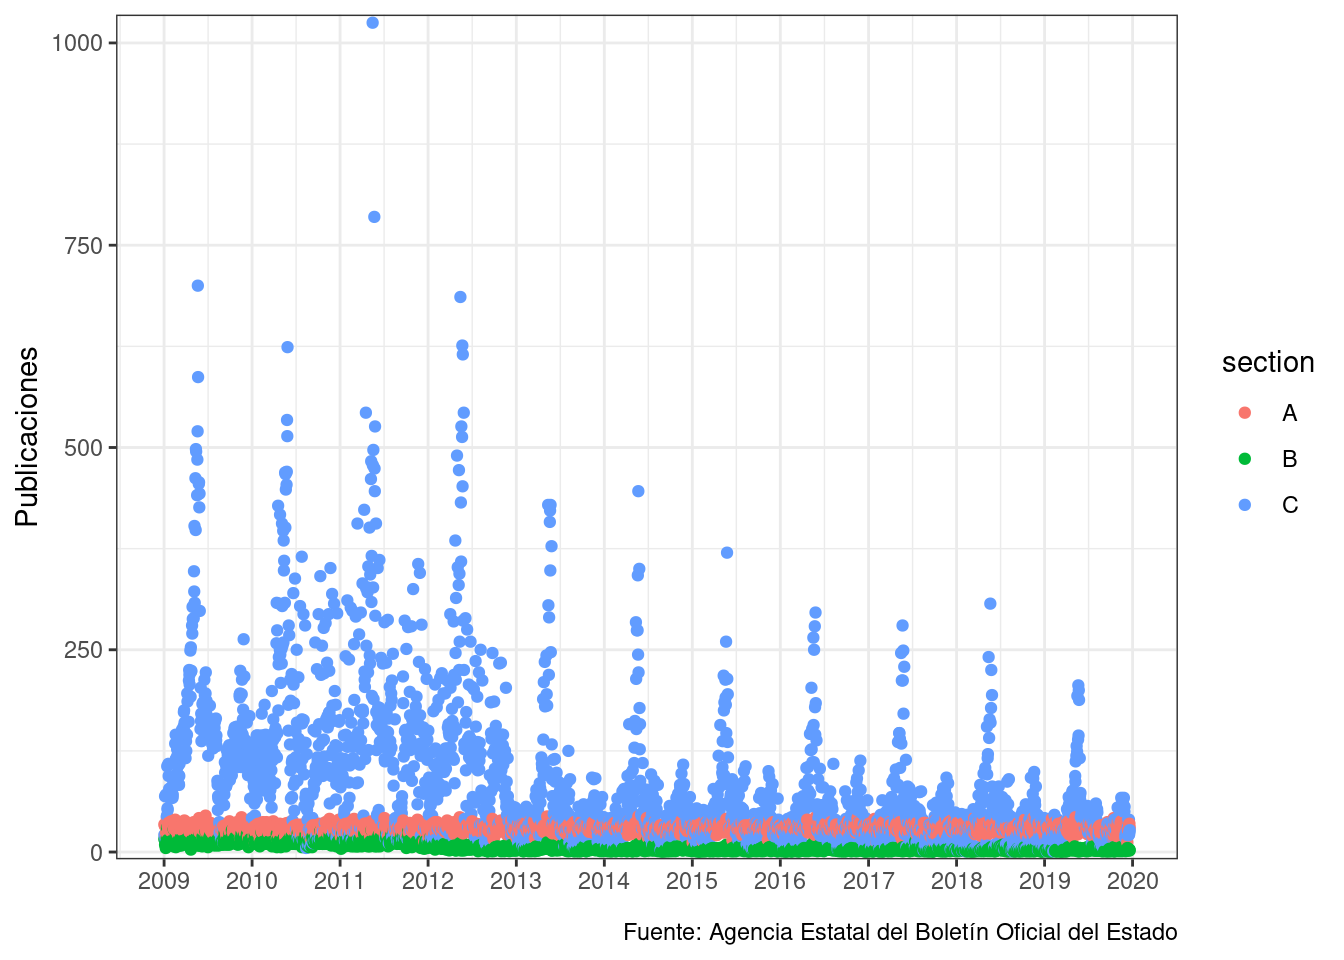 Publicaciones
1000
750
500
250
0
2009 2010 2011 2012 2013 2014 2015 2016 2017 2018 2019 2020
section
A
B
C
Fuente: Agencia Estatal del Boletín Oficial del Estado